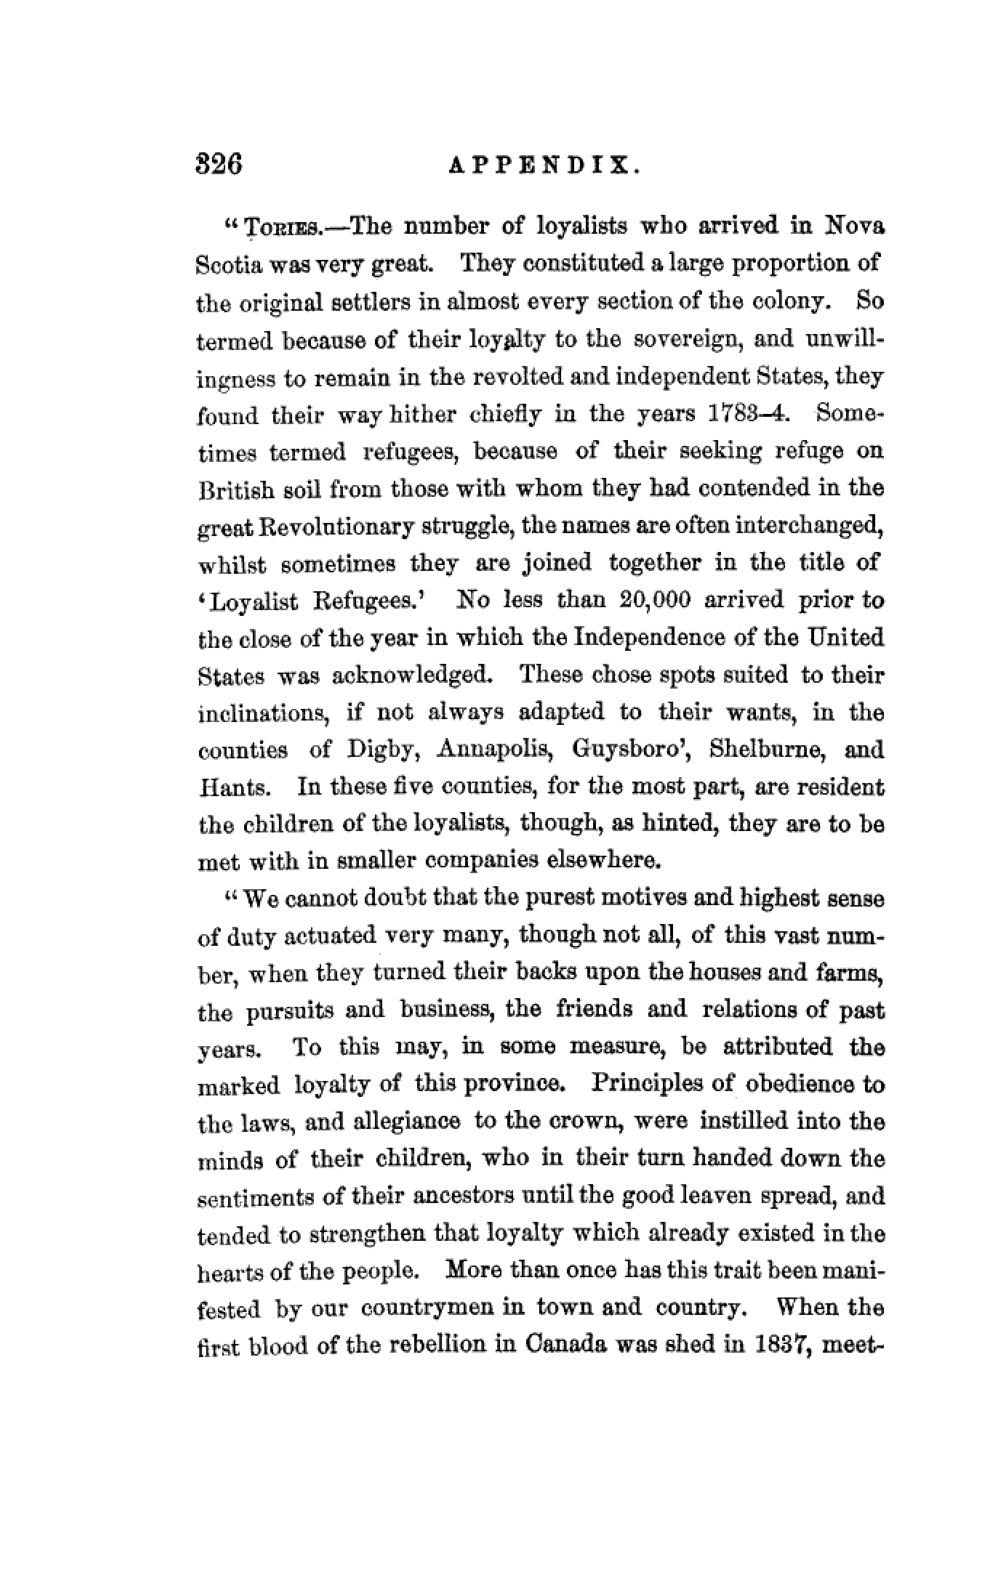 326 APPENDIX.
“TORIES.—The number of loyalists who arrived in Nova
Scotia was very great. They constituted a large proportion of
the original settlers in almost every section of the colony. So
termed because of their loyalty to the sovereign, and unwill-
ingness to remain in the revolted and independent States, they
found their way hither chiefly in the years 1783–4. Some-
times termed refugees, because of their seeking refuge on
British soil from those with whom they had contended in the
great Revolutionary struggle, the names are often interchanged,
whilst sometimes they are joined together in the title of
‘Loyalist Refugees.’ No less than 20,000 arrived prior to
the close of the year in which the Independence of the United
States was acknowledged. These chose spots suited to their
inclinations, if not always adapted to their wants, in the
counties of Digby, Annapolis, Guysboro’, Shelburne, and
Hants. In these five counties, for the most part, are resident
the children of the loyalists, though, as hinted, they are to be
met with in smaller companies elsewhere.
“We cannot doubt that the purest motives and highest sense
of duty actuated very many, though not all, of this vast num-
ber, when they turned their backs upon the houses and farms,
the pursuits and business, the friends and relations of past
years. To this may, in some measure, be attributed the
marked loyalty of this province. Principles of obedience to
the laws, and allegiance to the crown, were instilled into the
minds of their children, who in their turn handed down the
sentiments of their ancestors until the good leaven spread, and
tended to strengthen that loyalty which already existed in the
hearts of the people. More than once has this trait been mani-
fested by our countrymen in town and country. When the
first blood of the rebellion in Canada was shed in 1837, meet-